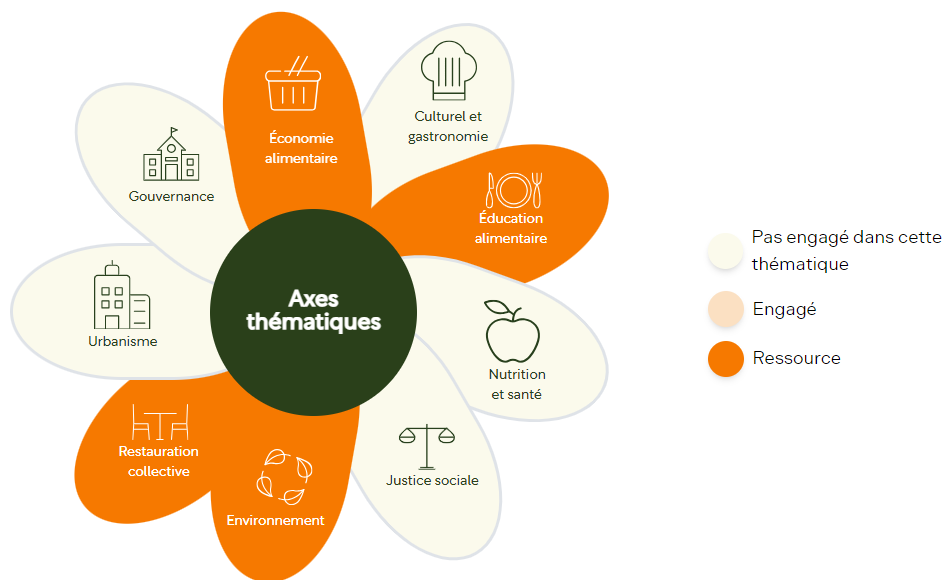 Économie
alimentaire
Culturel et
gastronomie
Gouvernance
Éducation
alimentaire
Axes
thématiques
Urbanisme
Nutrition
et santé
Restauration
collective
Justice sociale
Environnement
Pas engagé dans cette
thématique
Engagé
Ressource